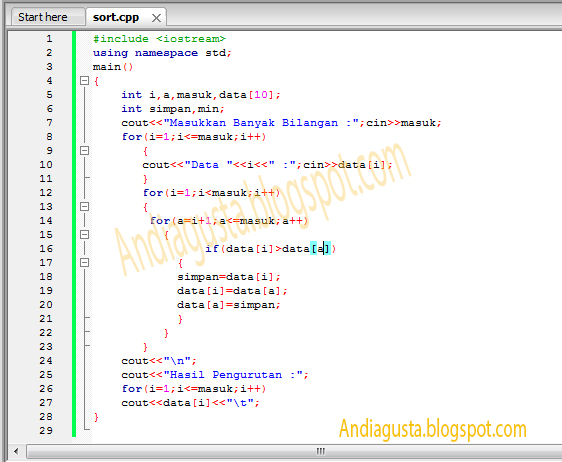 Start here sort.cpp
1 #include <iostream>
2 using namespace std;
3 main()
4 {
5 int i,a,masuk,data[10];
6 int simpan,min;
7 cout<<"Masukkan Banyak Bilangan :";cin>>masuk;
8 for(i=1;i<=masuk;i++)
9 {
10 cout<<"Data "<<i<<" :";cin>>data[i];
11 }
12 for(i=1;i<masuk;i++)
13 {
14 for(a=i+1;a<=masuk;a++)
15 {
16 if(data[i]>data[a])
17 {
18 simpan=data[i];
19 data[i]=data[a];
20 data[a]=simpan;
21 }
22 }
23 }
24 cout<<"\n";
25 cout<<"Hasil Pengurutan :";
26 for(i=1;i<=masuk;i++)
27 cout<<data[i]<<"\t";
28 }
29
Andiagusta.blogspot.com
Andiagusta.blogspot.com